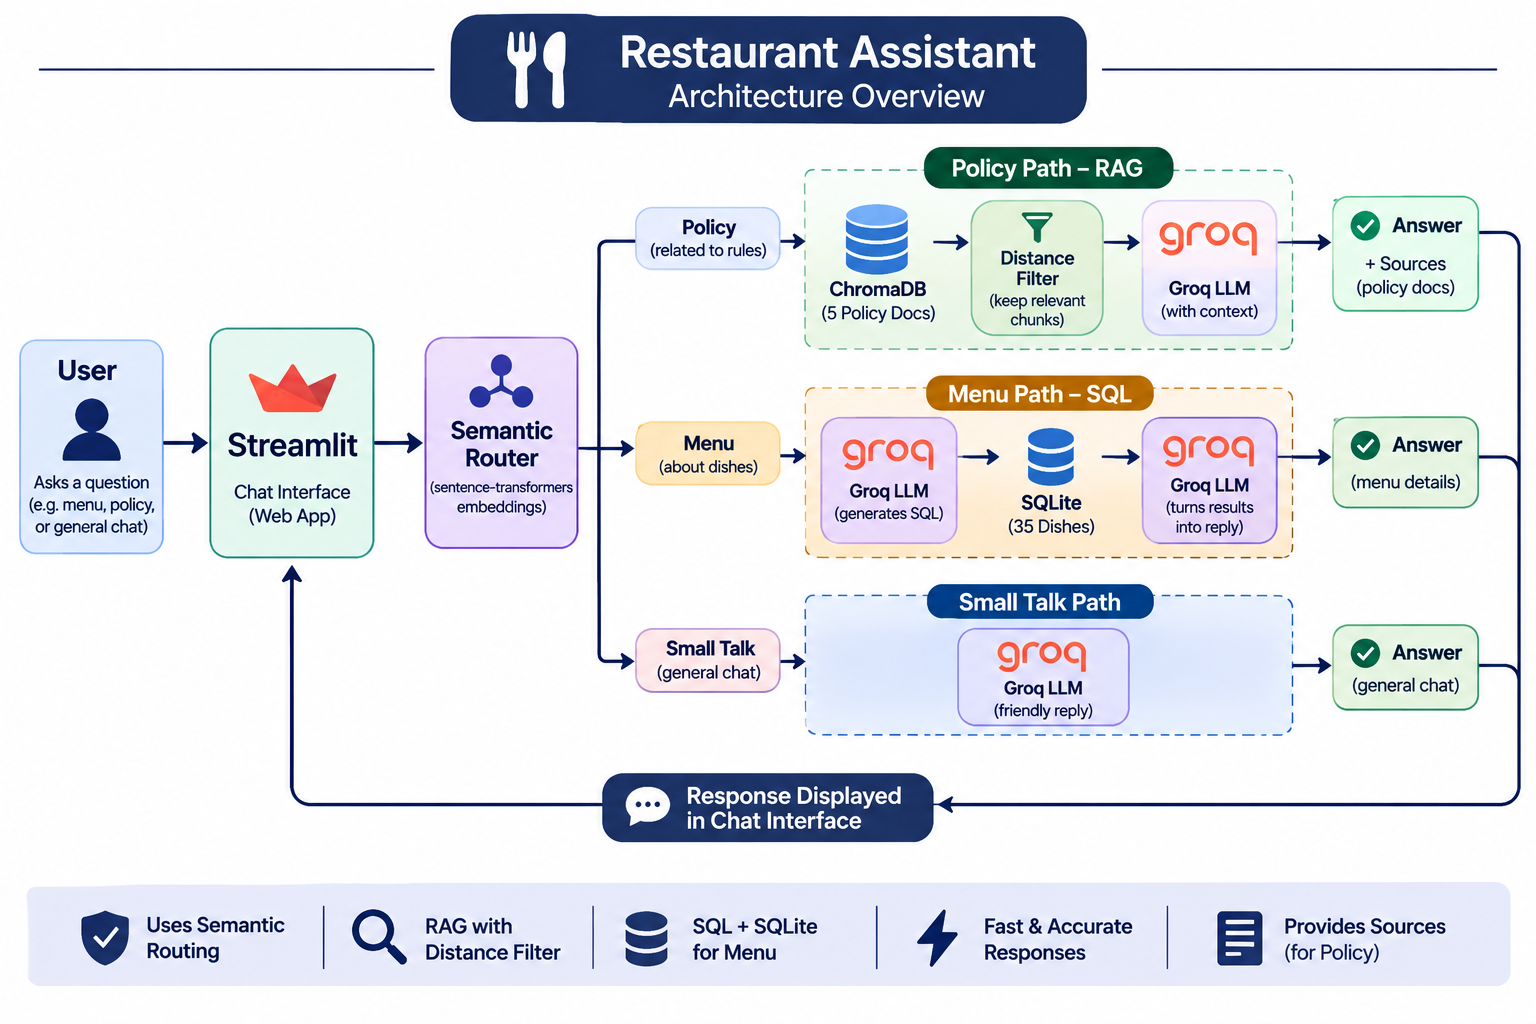 Restaurant Assistant
Architecture Overview
User
Asks a question
(e.g. menu, policy,
or general chat)
Streamlit
Chat Interface
(Web App)
Semantic
Router
(sentence-transformers
embeddings)
Policy
(related to rules)
Policy Path – RAG
ChromaDB
(5 Policy Docs)
Distance
Filter
(keep relevant
chunks)
groq
Groq LLM
(with context)
Answer
+ Sources
(policy docs)
Menu
(about dishes)
Menu Path – SQL
groq
Groq LLM
(generates SQL)
SQLite
(35 Dishes)
groq
Groq LLM
(turns results
into reply)
Answer
(menu details)
Small Talk
(general chat)
Small Talk Path
groq
Groq LLM
(friendly reply)
Answer
(general chat)
Response Displayed
in Chat Interface
Uses Semantic
Routing
RAG with
Distance Filter
SQL + SQLite
for Menu
Fast & Accurate
Responses
Provides Sources
(for Policy)